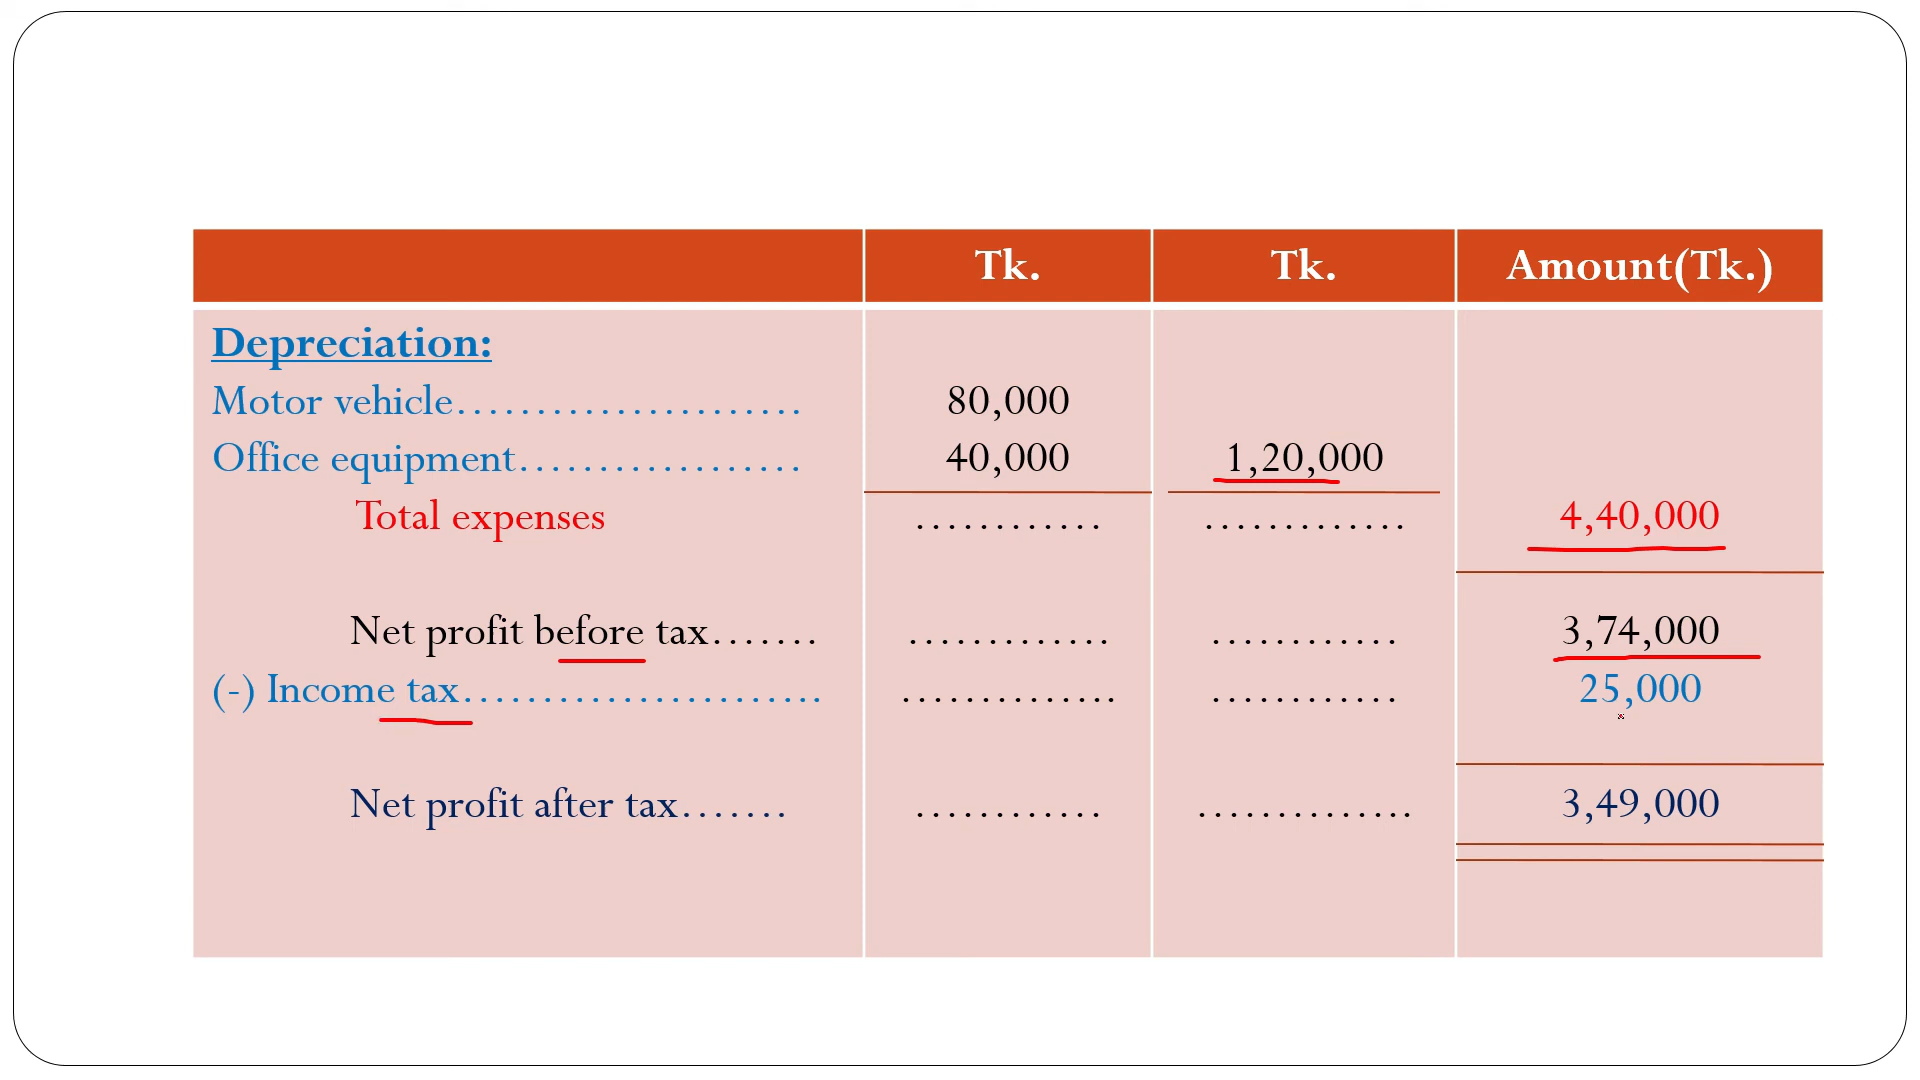 Tk. Tk. Amount(Tk.)
Depreciation:
Motor vehicle...................... 80,000
Office equipment.................. 40,000 1,20,000
Total expenses ............ ............. 4,40,000
Net profit before tax....... ............. ............ 3,74,000
(-) Income tax....................... .............. ............ 25,000
Net profit after tax....... ............ .............. 3,49,000